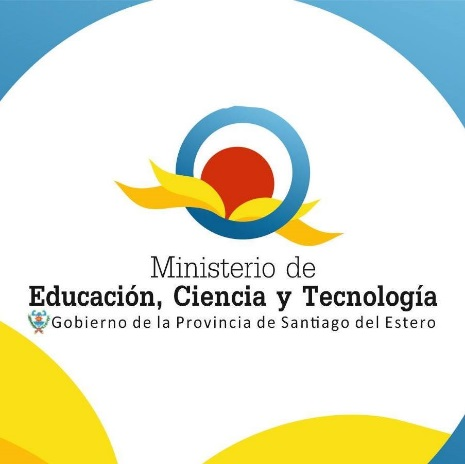 Ministerio de
Educación, Ciencia y Tecnología
Gobierno de la Provincia de Santiago del Estero